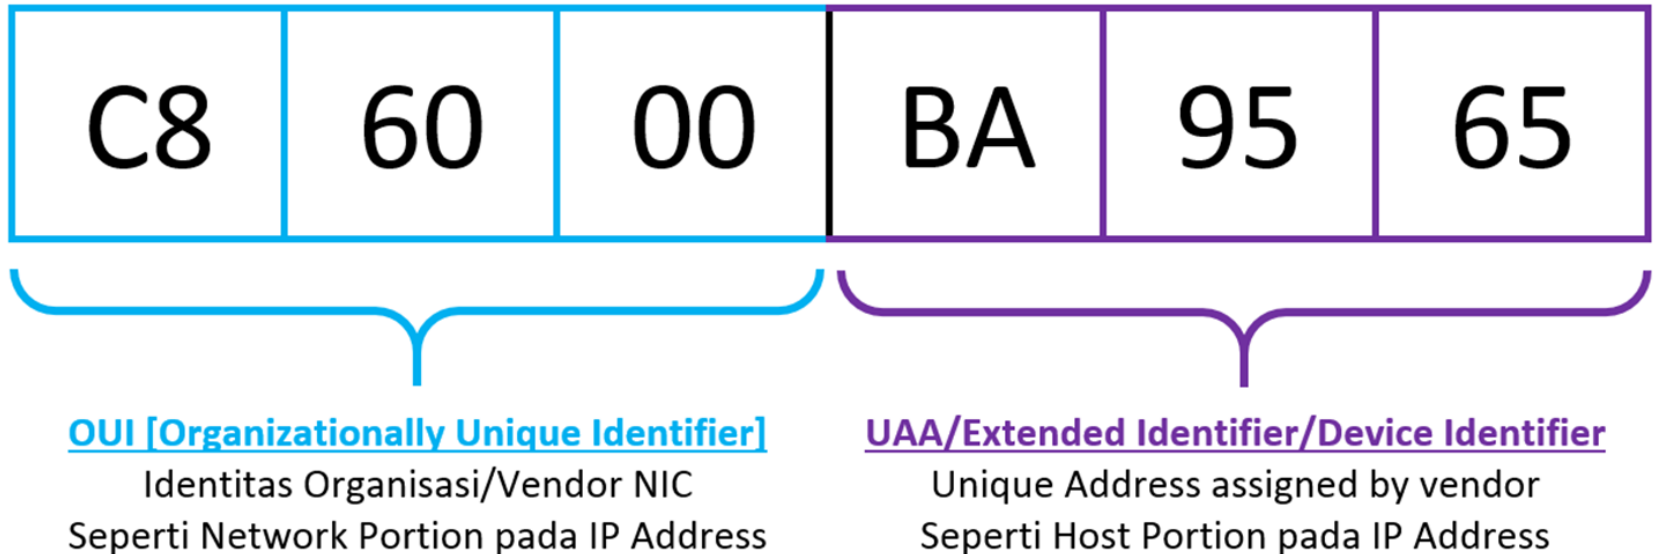 C8 60 00 BA 95 65
OUI [Organizationally Unique Identifier]
Identitas Organisasi/Vendor NIC
Seperti Network Portion pada IP Address
UAA/Extended Identifier/Device Identifier
Unique Address assigned by vendor
Seperti Host Portion pada IP Address